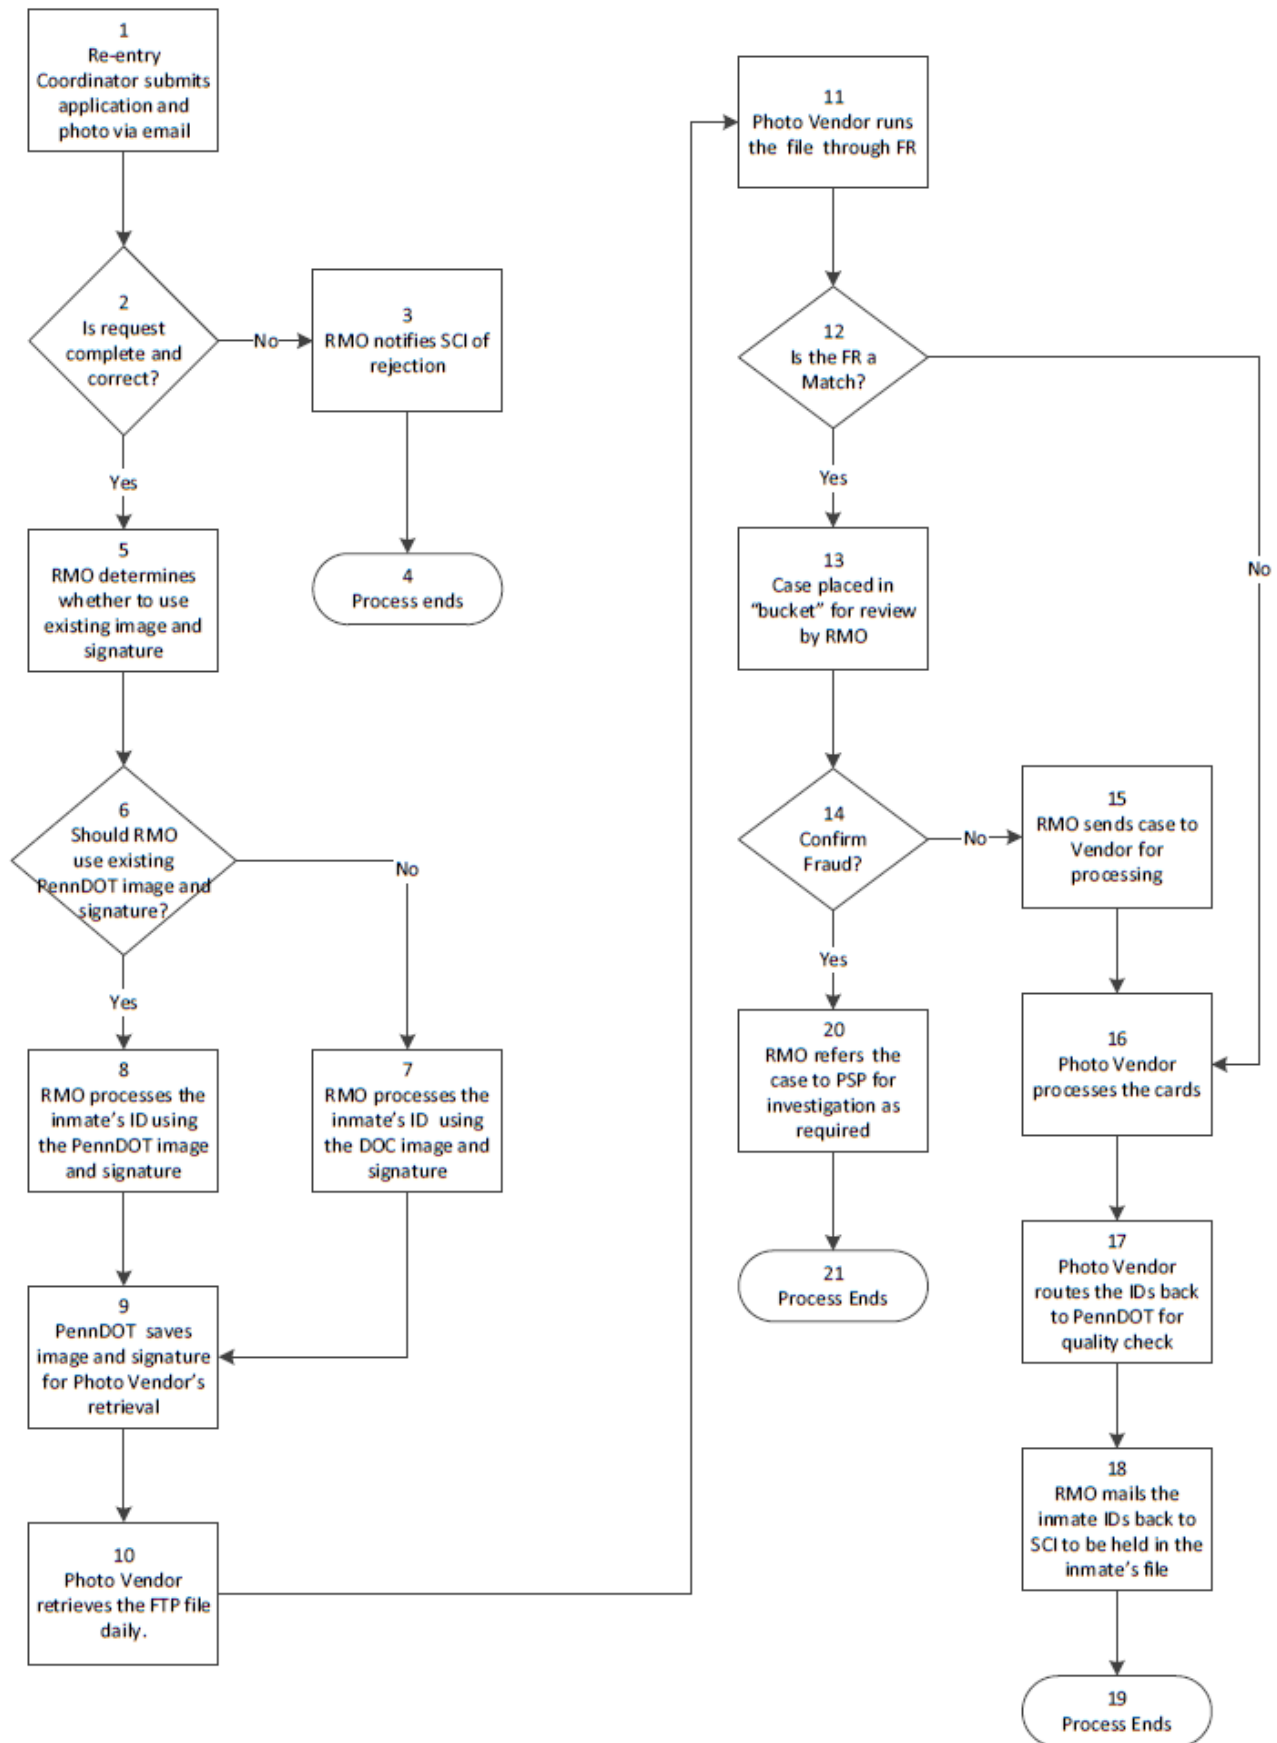 1
Re-entry
Coordinator submits
application and
photo via email
2
Is request
complete and
correct?
No
3
RMO notifies SCI of
rejection
4
Process ends
Yes
5
RMO determines
whether to use
existing image and
signature
6
Should RMO
use existing
PennDOT image and
signature?
No
Yes
8
RMO processes the
inmate's ID using
the PennDOT image
and signature
7
RMO processes the
inmate's ID using
the DOC image and
signature
9
PennDOT saves
image and signature
for Photo Vendor's
retrieval
10
Photo Vendor
retrieves the FTP file
daily.
11
Photo Vendor runs
the file through FR
12
Is the FR a
Match?
No
Yes
13
Case placed in
“bucket” for review
by RMO
14
Confirm
Fraud?
No
15
RMO sends case to
Vendor for
processing
Yes
20
RMO refers the
case to PSP for
investigation as
required
21
Process Ends
16
Photo Vendor
processes the cards
17
Photo Vendor
routes the IDs back
to PennDOT for
quality check
18
RMO mails the
inmate IDs back to
SCI to be held in the
inmate's file
19
Process Ends